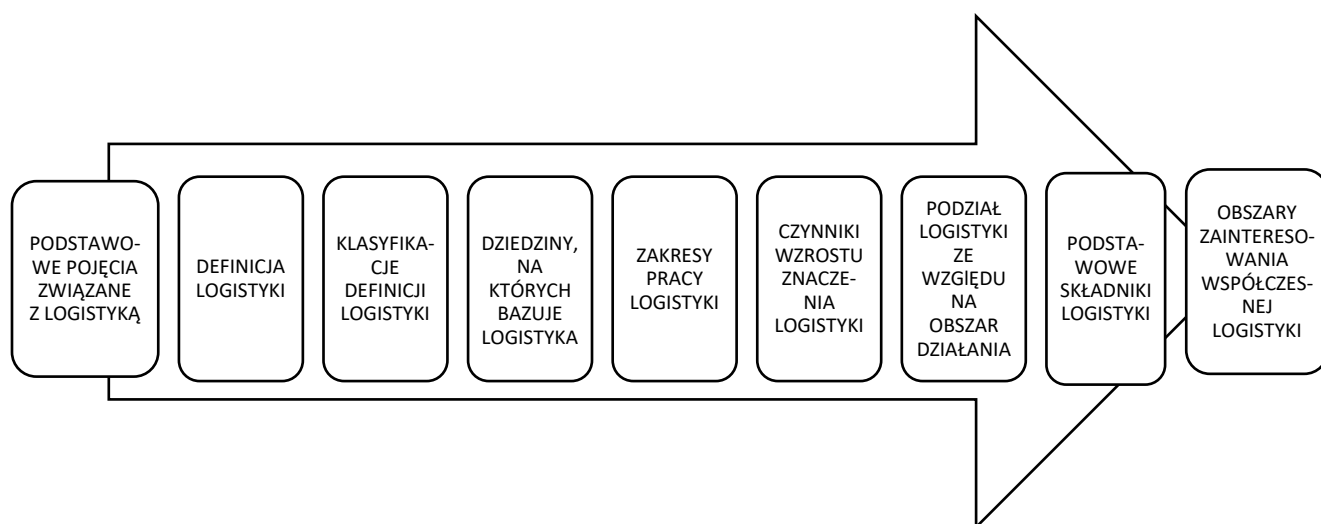 PODSTAWO-
WE POJĘCIA
ZWIĄZANE
Z LOGISTYKĄ
DEFINICJA
LOGISTYKI
KLASYFIKA-
CJE
DEFINICJI
LOGISTYKI
DZIEDZINY,
NA
KTÓRYCH
BAZUJE
LOGISTYKA
ZAKRESY
PRACY
LOGISTYKI
CZYNNIKI
WZROSTU
ZNACZE-
NIA
LOGISTYKI
PODZIAŁ
LOGISTYKI
ZE
WZGLĘDU
NA
OBSZAR
DZIAŁANIA
PODSTA-
WOWE
SKŁADNIKI
LOGISTYKI
OBSZARY
ZAINTERESO-
WANIA
WSPÓŁCZES-
NEJ
LOGISTYKI